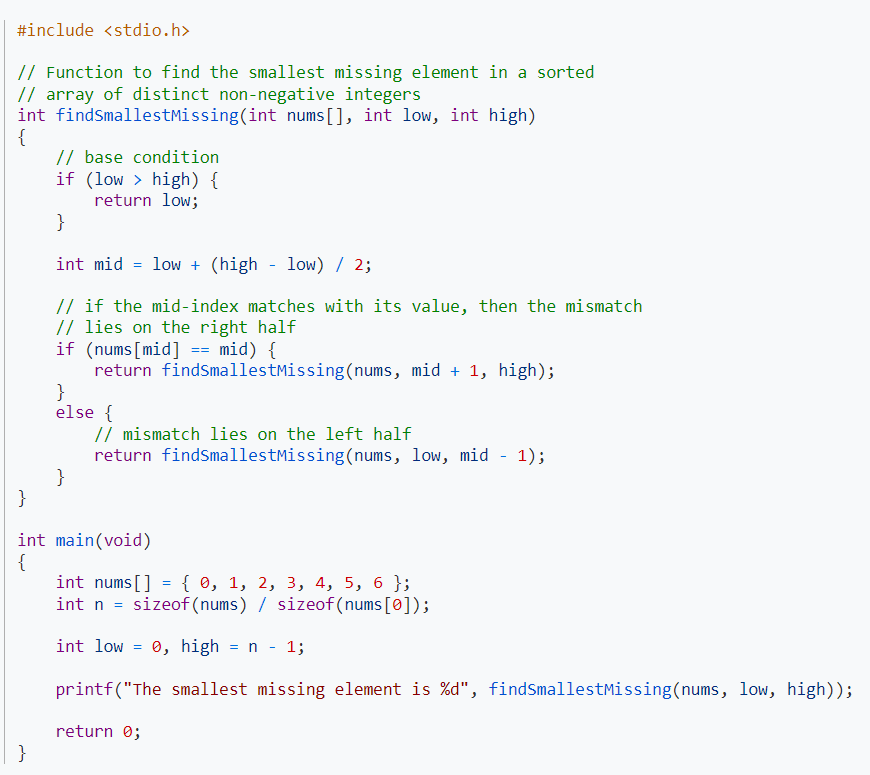 #include <stdio.h>

// Function to find the smallest missing element in a sorted
// array of distinct non-negative integers
int findSmallestMissing(int nums[], int low, int high)
{
    // base condition
    if (low > high) {
        return low;
    }

    int mid = low + (high - low) / 2;

    // if the mid-index matches with its value, then the mismatch
    // lies on the right half
    if (nums[mid] == mid) {
        return findSmallestMissing(nums, mid + 1, high);
    }
    else {
        // mismatch lies on the left half
        return findSmallestMissing(nums, low, mid - 1);
    }
}

int main(void)
{
    int nums[] = { 0, 1, 2, 3, 4, 5, 6 };
    int n = sizeof(nums) / sizeof(nums[0]);

    int low = 0, high = n - 1;

    printf("The smallest missing element is %d", findSmallestMissing(nums, low, high));

    return 0;
}